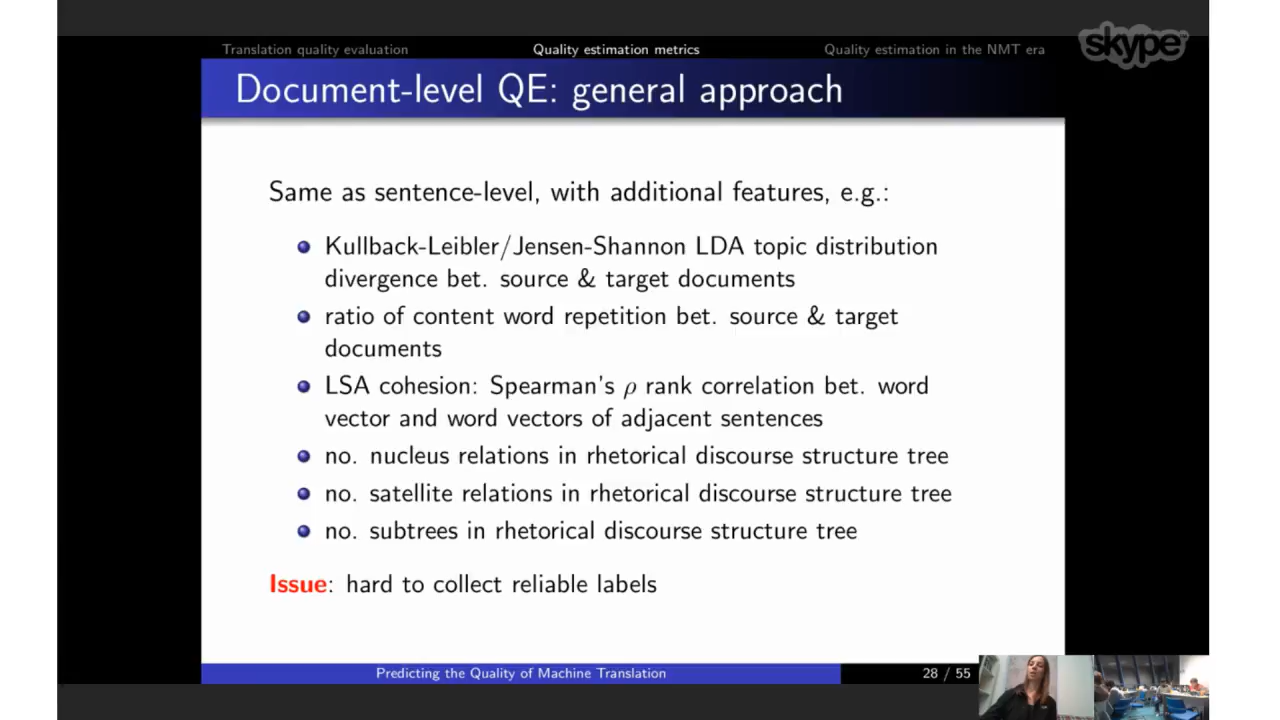 Translation quality evaluation Quality estimation metrics Quality estimation in the NMT era
skype™
Document-level QE: general approach
Same as sentence-level, with additional features, e.g.:
Kullback-Leibler/Jensen-Shannon LDA topic distribution
divergence bet. source & target documents
ratio of content word repetition bet. source & target
documents
LSA cohesion: Spearman's ρ rank correlation bet. word
vector and word vectors of adjacent sentences
no. nucleus relations in rhetorical discourse structure tree
no. satellite relations in rhetorical discourse structure tree
no. subtrees in rhetorical discourse structure tree
Issue: hard to collect reliable labels
Predicting the Quality of Machine Translation 28 / 55